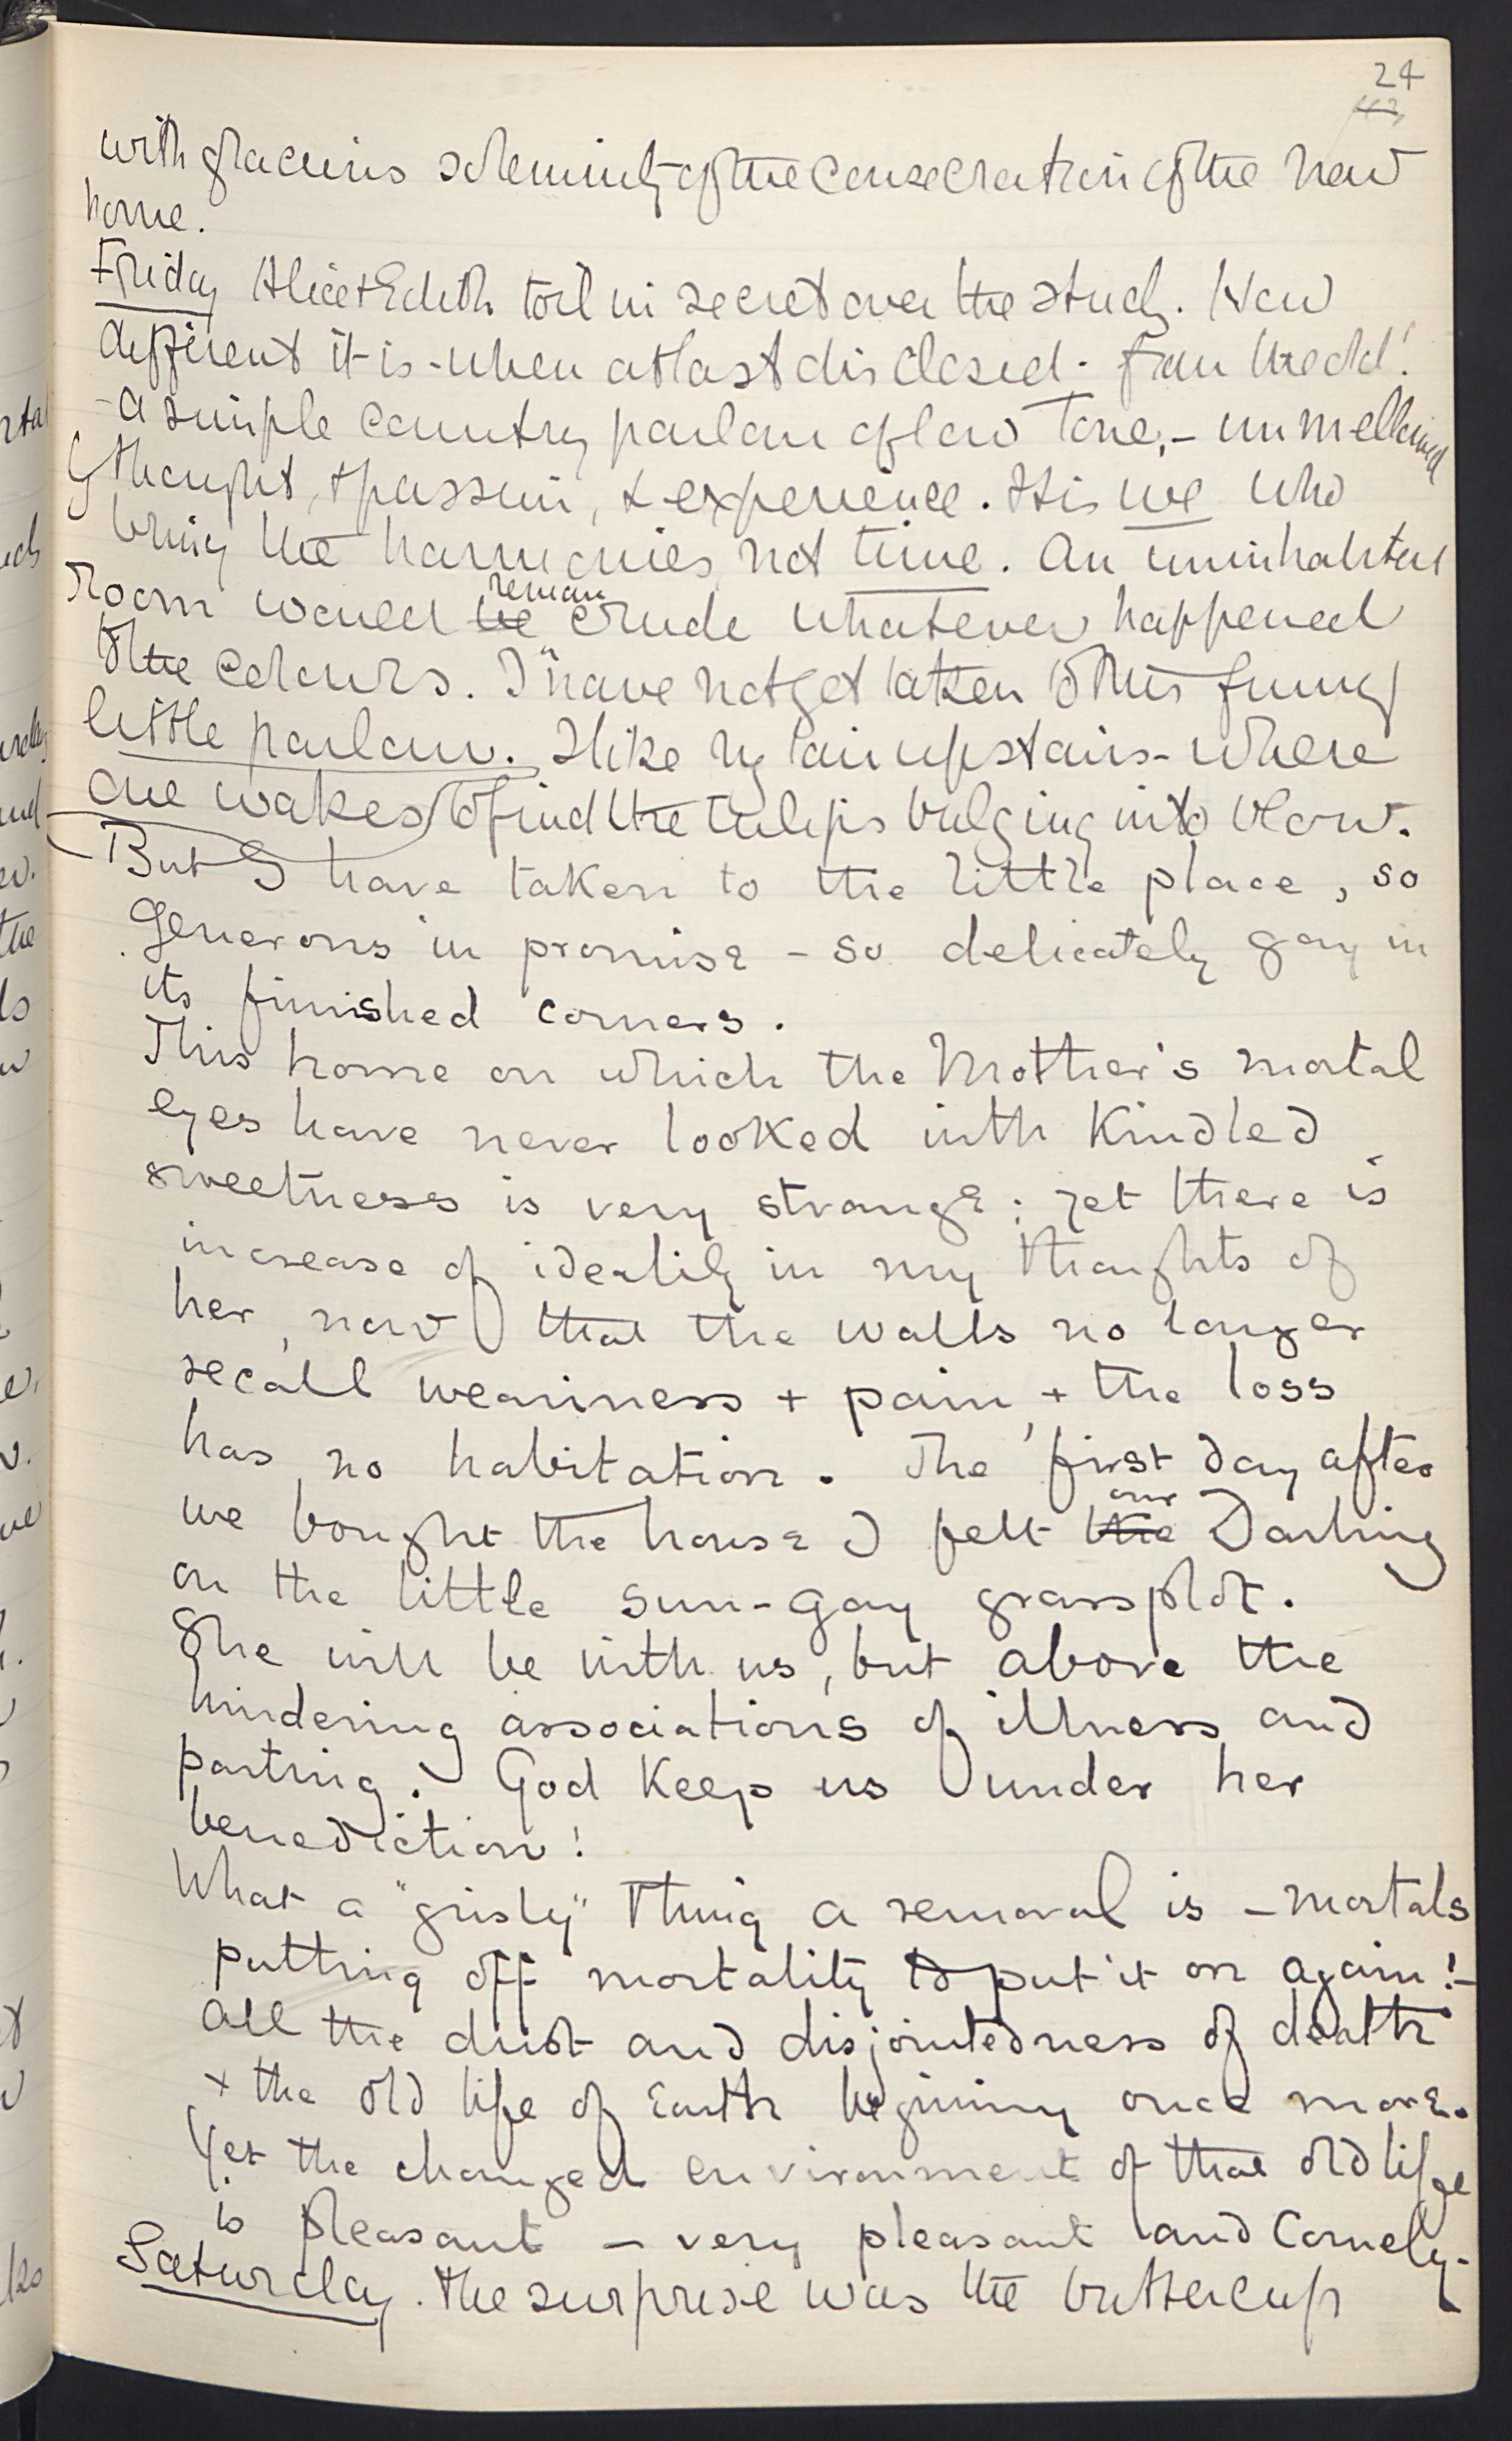 24
42
with gracious solemnity of the consecration of the new
home.
Friday Alice & Edith toil in secret over the study. How
different it is - when at last disclosed - from the old!
- a simple country parlour of low tone, - unmellowed
by thought, & passion, & experience. It is we who
bring the harmonies, not time. An uninhabited
room would be remain crude whatever happened
to the colours. I have not yet taken to this funny
little parlour. I like my lair upstairs - where
one wakes to find the tulips bulging into blow.
But I have taken to the little place, so
generous in promise - so delicately gay in
its finished corners.
This home on which the Mother's mortal
eyes have never looked with kindled
sweetness is very strange; yet there is
increase of ideality in my thoughts of
her, now that the walls no longer
recall weariness + pain, + the loss
has no habitation. The first day after
we bought the house I felt the our Darling
on the little sun-gay grassplot.
She will be with us, but above the
hindering associations of illness and
parting. God keep us under her
benediction!
What a "grisly" thing a removal is - mortals
putting off mortality to put it on again! -
all the dust and disjointedness of death
+ the old life of Earth beginning once more.
Yet the changed environment of that old life
is pleasant - very pleasant and comely -
Saturday. The surprise was the buttercup